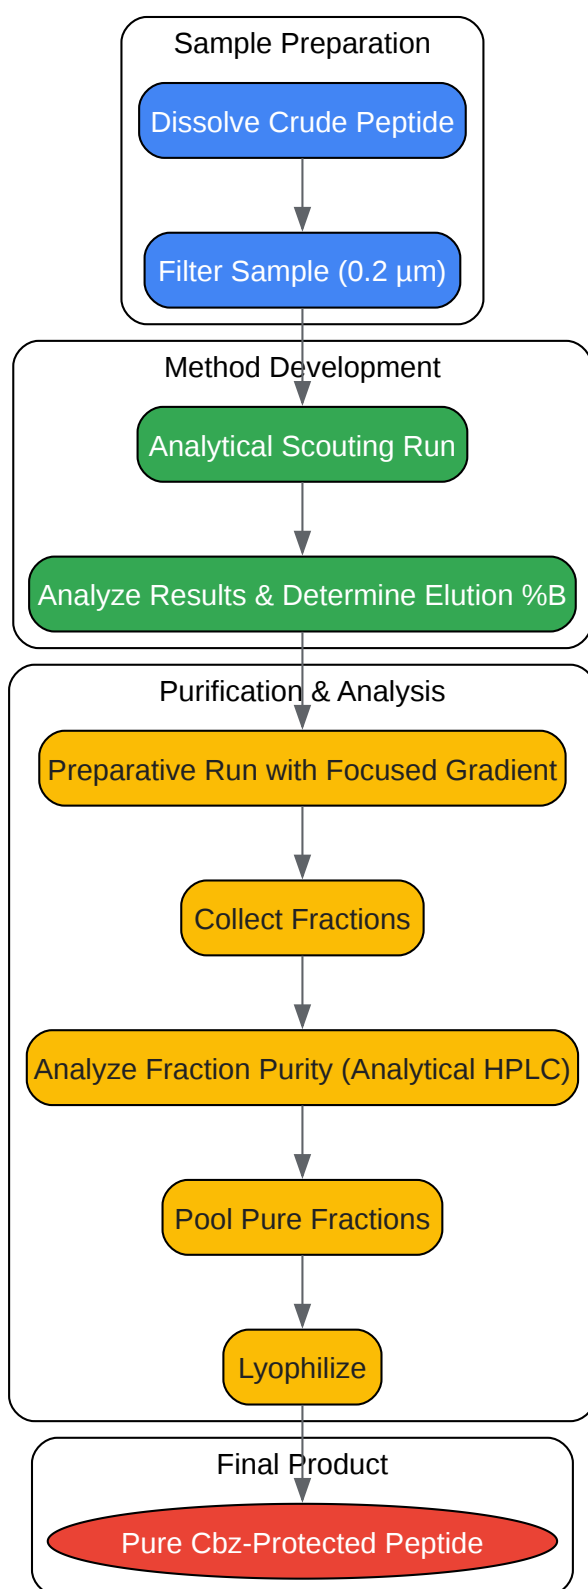 Sample Preparation
Dissolve Crude Peptide
Filter Sample (0.2 µm)
Method Development
Analytical Scouting Run
Analyze Results & Determine Elution %B
Purification & Analysis
Preparative Run with Focused Gradient
Collect Fractions
Analyze Fraction Purity (Analytical HPLC)
Pool Pure Fractions
Lyophilize
Final Product
Pure Cbz-Protected Peptide